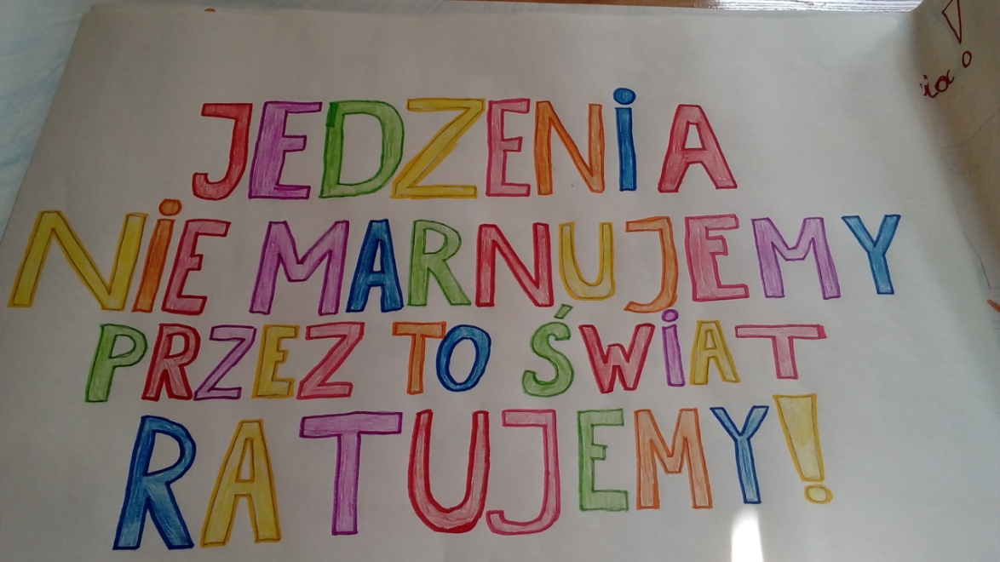 JEDZENiA
NiE MARNUJEMY
PRZEZ TO ŚWiAT
RATUJEMY!